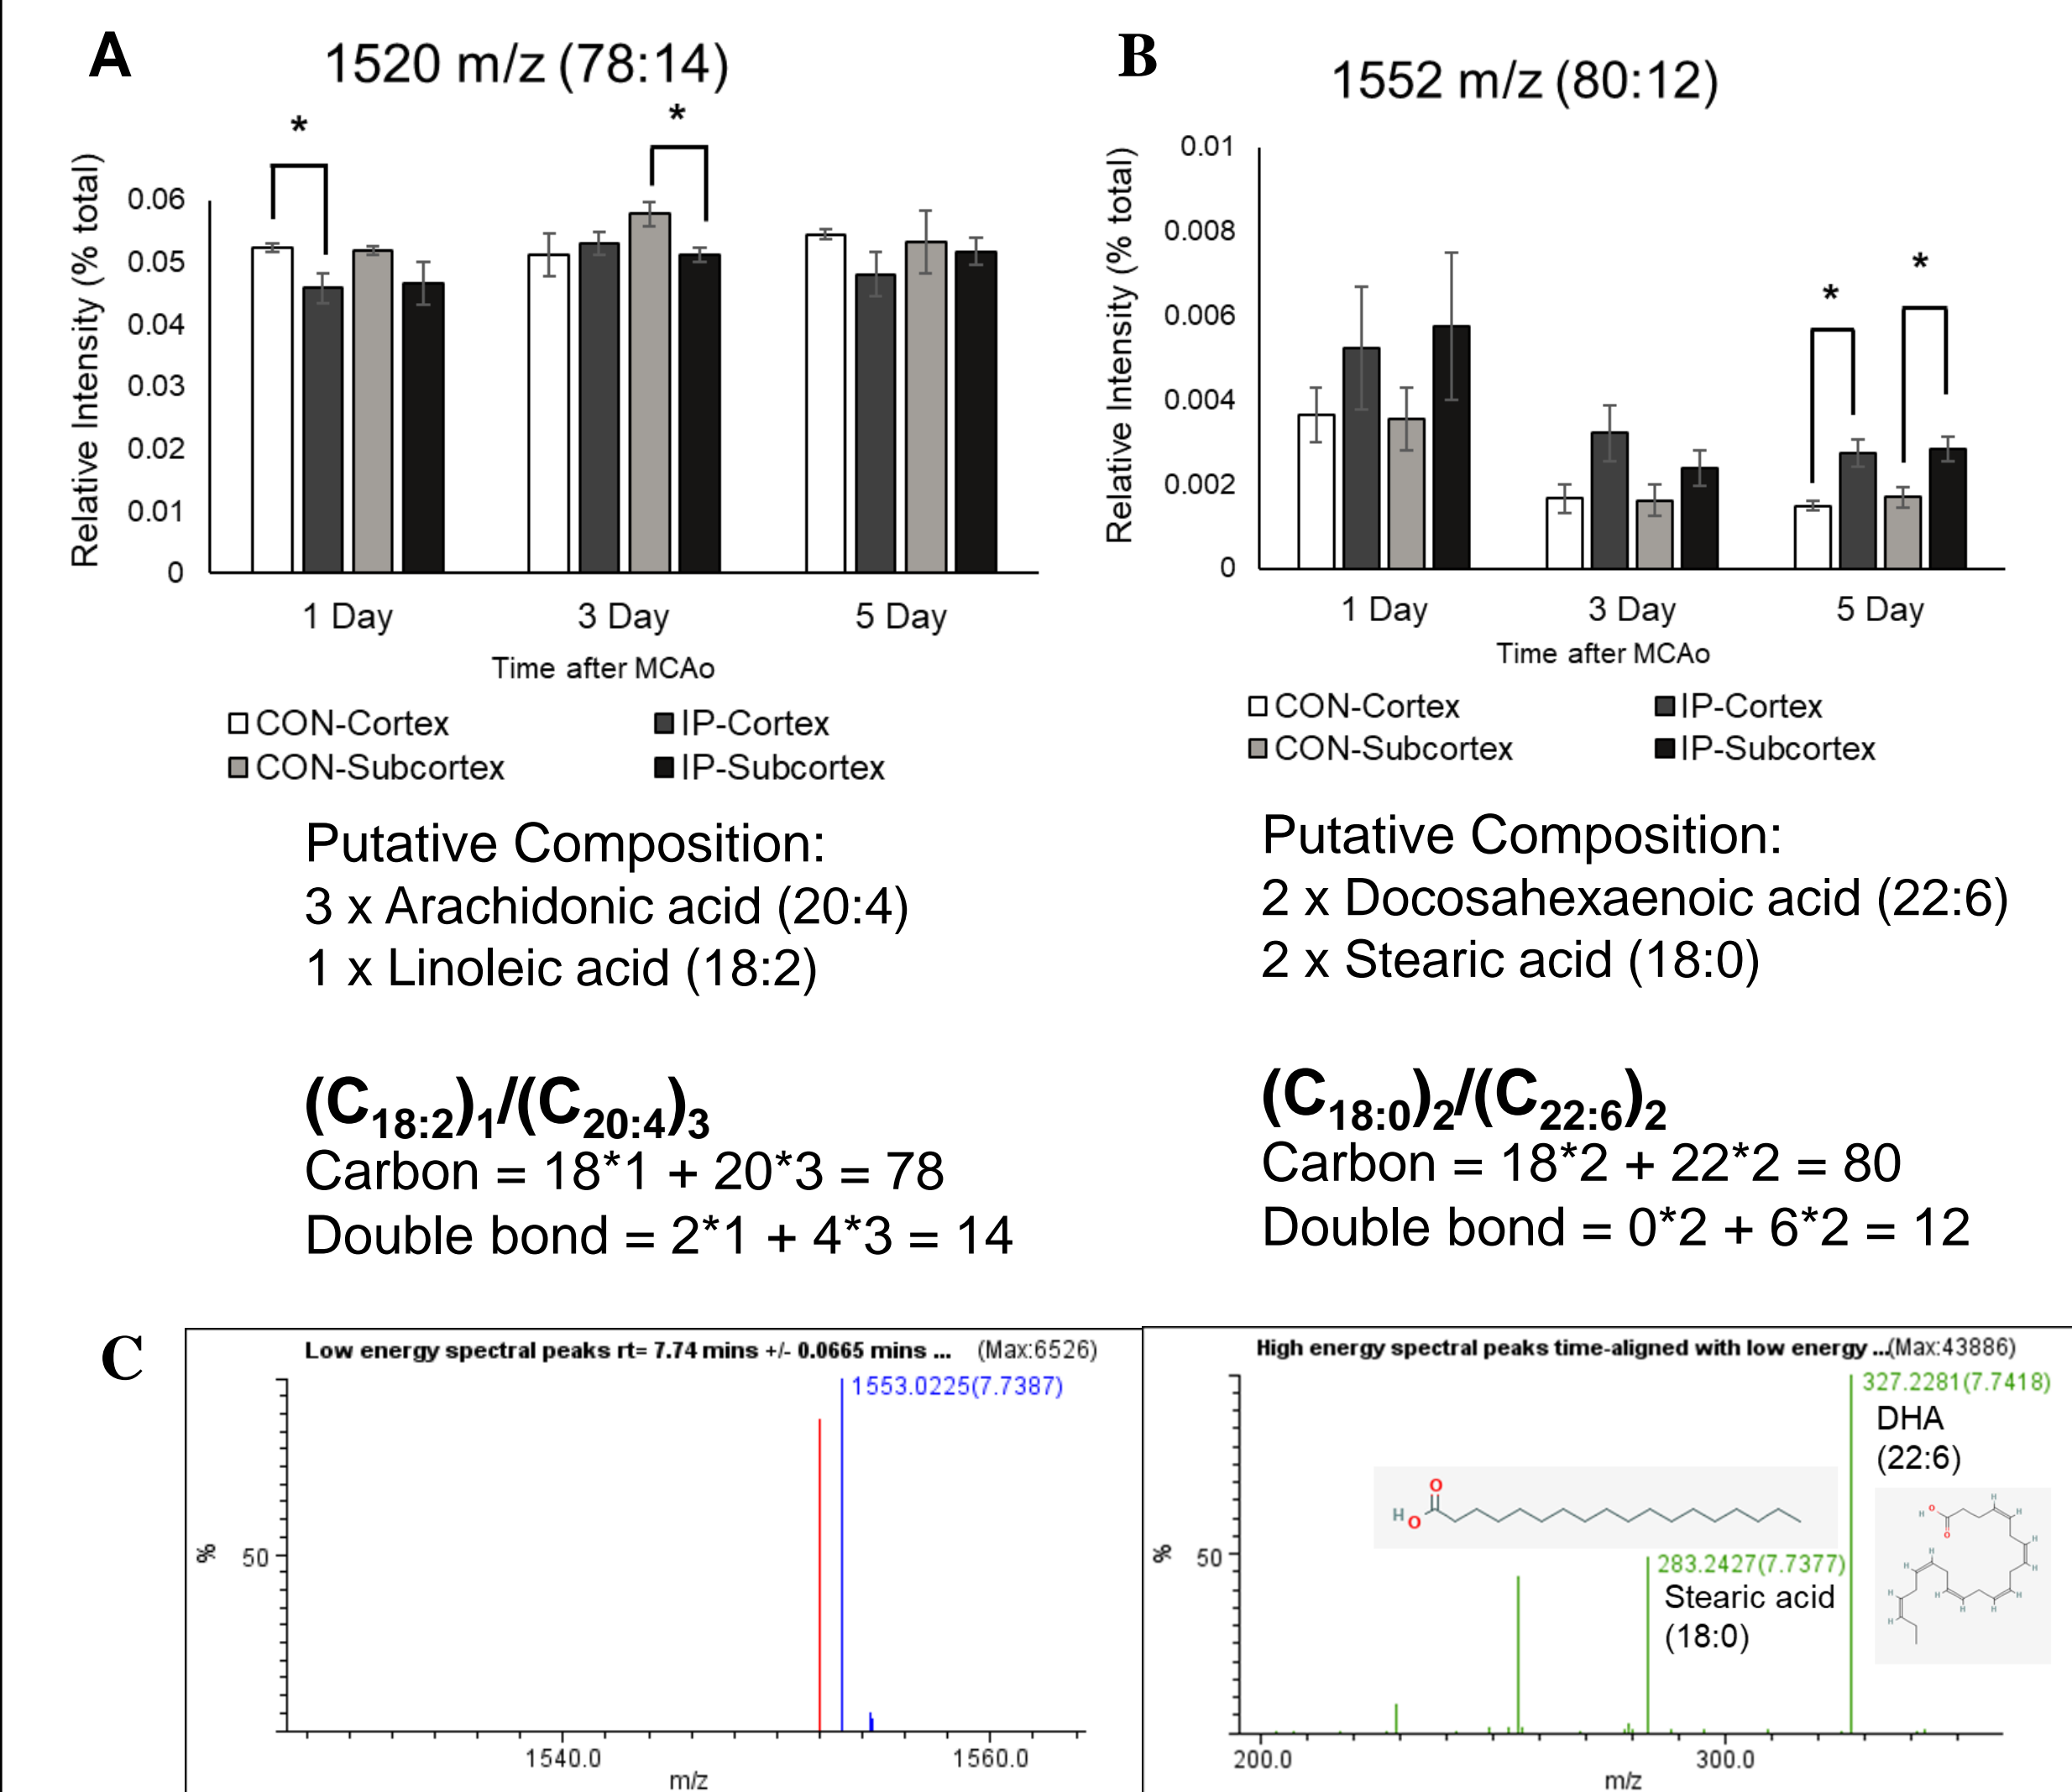 A
1520 m/z (78:14)
*
*
Relative Intensity (% total)
0.06
0.05
0.04
0.03
0.02
0.01
0
1 Day 3 Day 5 Day
Time after MCAo
CON-Cortex IP-Cortex
CON-Subcortex IP-Subcortex
Putative Composition:
3 x Arachidonic acid (20:4)
1 x Linoleic acid (18:2)
(C18:2)1/(C20:4)3
Carbon = 18*1 + 20*3 = 78
Double bond = 2*1 + 4*3 = 14
B
1552 m/z (80:12)
*
*
Relative Intensity (% total)
0.01
0.008
0.006
0.004
0.002
0
1 Day 3 Day 5 Day
Time after MCAo
CON-Cortex IP-Cortex
CON-Subcortex IP-Subcortex
Putative Composition:
2 x Docosahexaenoic acid (22:6)
2 x Stearic acid (18:0)
(C18:0)2/(C22:6)2
Carbon = 18*2 + 22*2 = 80
Double bond = 0*2 + 6*2 = 12
C
Low energy spectral peaks rt= 7.74 mins +/- 0.0665 mins ... (Max:6526)
1553.0225(7.7387)
%
50
1540.0 1560.0
m/z
High energy spectral peaks time-aligned with low energy ...(Max:43886)
327.2281(7.7418)
DHA
(22:6)
O
H O
H O
O
H
H
H
H
H
H
H
H
H
H
H
H
%
50
283.2427(7.7377)
Stearic acid
(18:0)
200.0 300.0
m/z